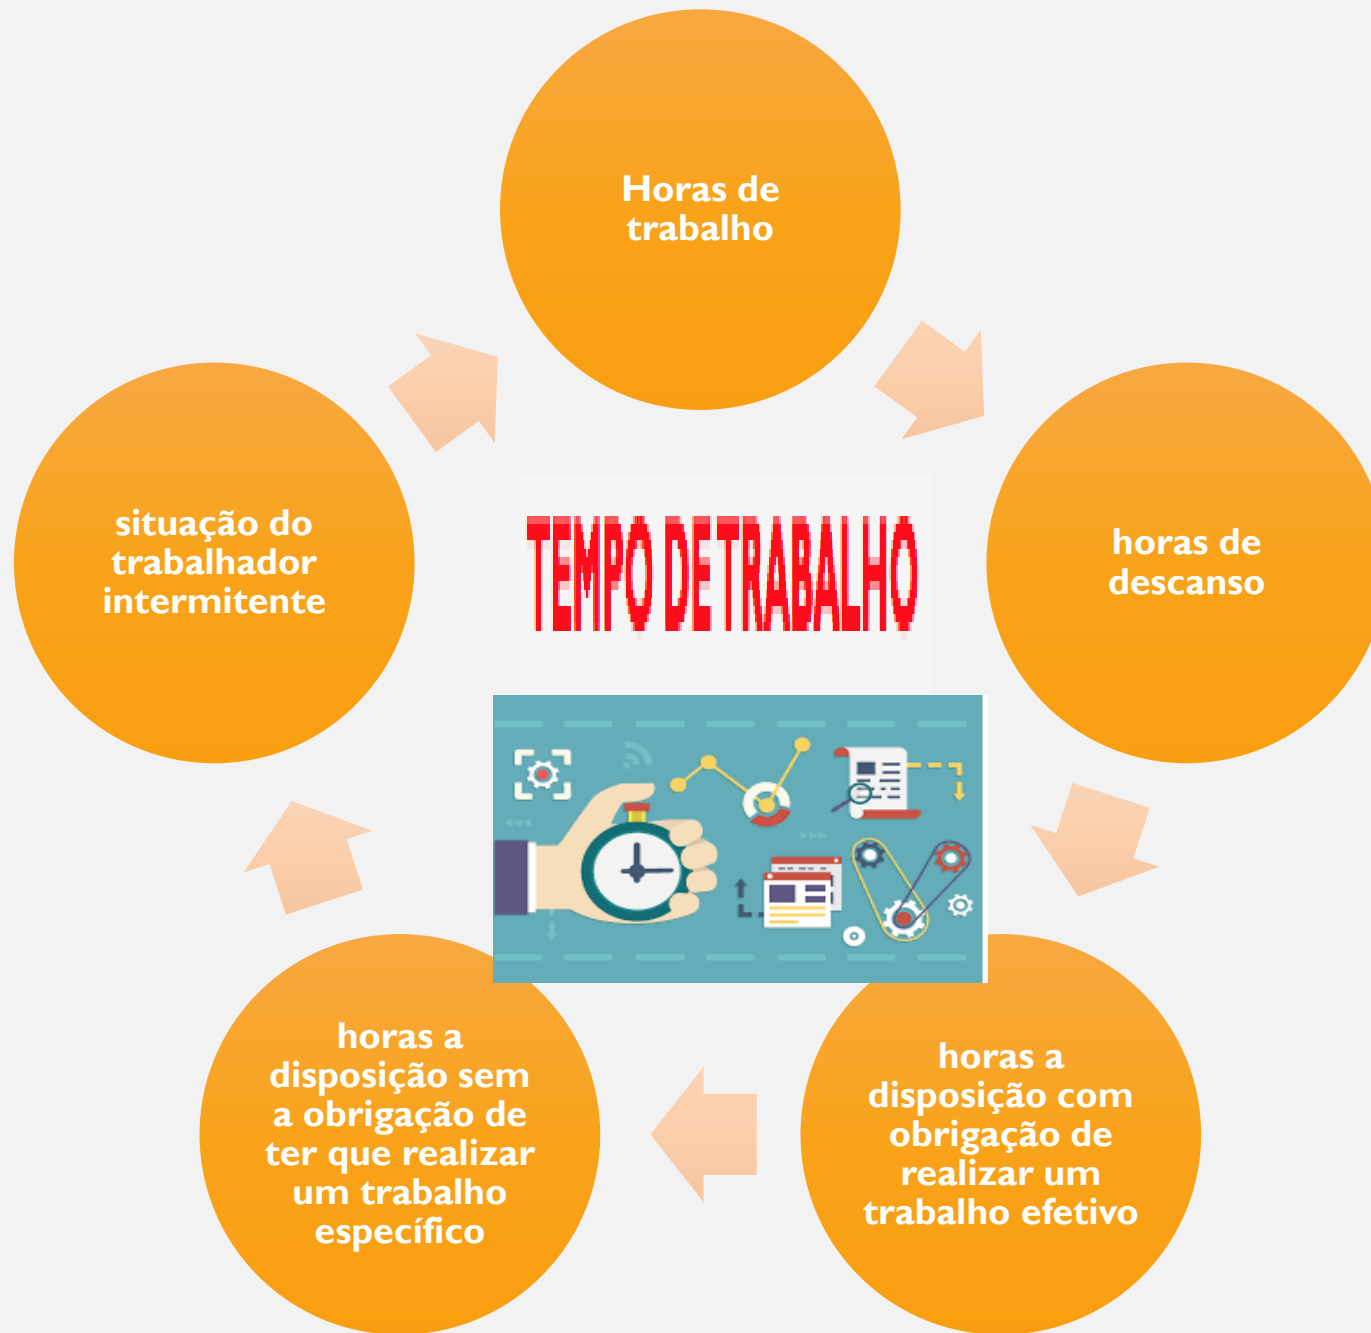 Horas de
trabalho
horas de
descanso
horas a
disposição com
obrigação de
realizar um
trabalho efetivo
horas a
disposição sem
a obrigação de
ter que realizar
um trabalho
específico
situação do
trabalhador
intermitente
TEMPO DE TRABALHO